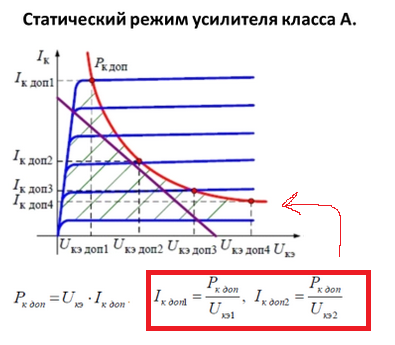 Статический режим усилителя класса А.
Iк
Pк доп
Iк доп1
Iк доп2
Iк доп3
Iк доп4
Uкэ доп1 Uкэ доп2 Uкэ доп3 Uкэ доп4 Uкэ
Pк доп = Uкэ · Iк доп. Iк доп1 = Pк доп / Uкэ1, Iк доп2 = Pк доп / Uкэ2